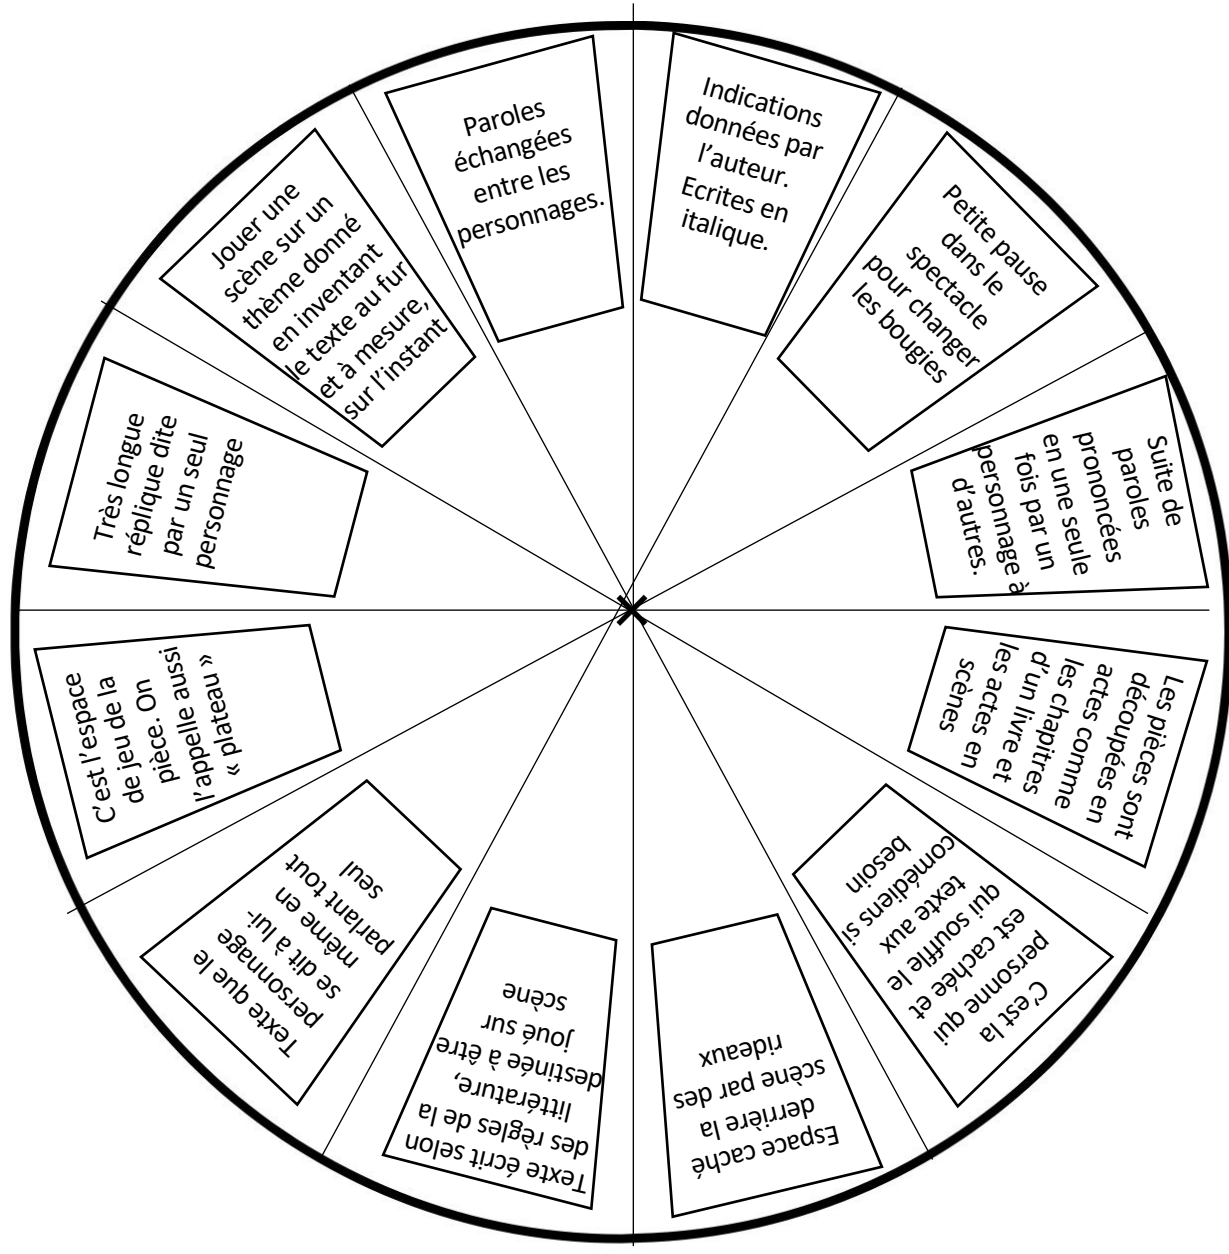 Indications
données par
l’auteur.
Ecrites en
italique.
Petite pause
dans le
spectacle
pour changer
les bougies
Suite de
paroles
prononcées
en une seule
fois par un
personnage à
d’autres.
Les pièces sont
découpées en
actes comme
les chapitres
d’un livre et
les actes en
scènes
C’est la
personne qui
est cachée et
qui souffle le
texte aux
comédiens si
besoin
Espace caché
derrière la
scène par des
rideaux
Texte écrit selon
des règles de la
littérature,
destinée à être
joué sur
scène
Texte que le
personnage
se dit à lui-
même en
parlant tout
seul
C’est l’espace
de jeu de la
pièce. On
l’appelle aussi
« plateau »
Très longue
réplique dite
par un seul
personnage
Jouer une
scène sur un
thème donné
en inventant
le texte au fur
et à mesure,
sur l’instant
Paroles
échangées
entre les
personnages.